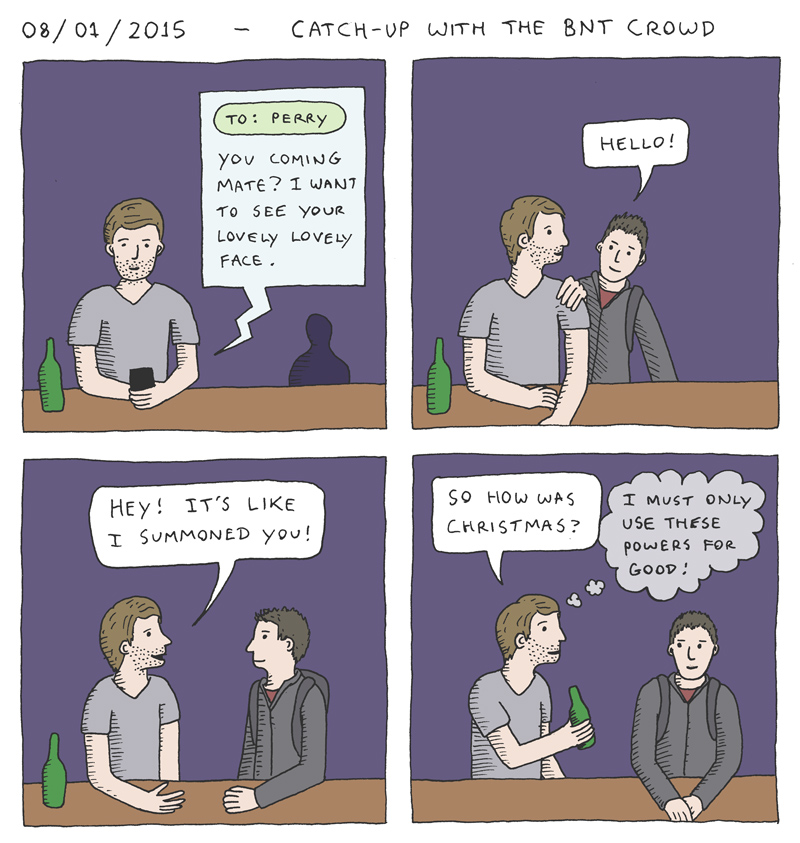 08/01/2015 – CATCH-UP WITH THE BNT CROWD
TO: PERRY
YOU COMING
MATE? I WANT
TO SEE YOUR
LOVELY LOVELY
FACE.
HELLO!
HEY! IT'S LIKE
I SUMMONED YOU!
SO HOW WAS
CHRISTMAS?
I MUST ONLY
USE THESE
POWERS FOR
GOOD!